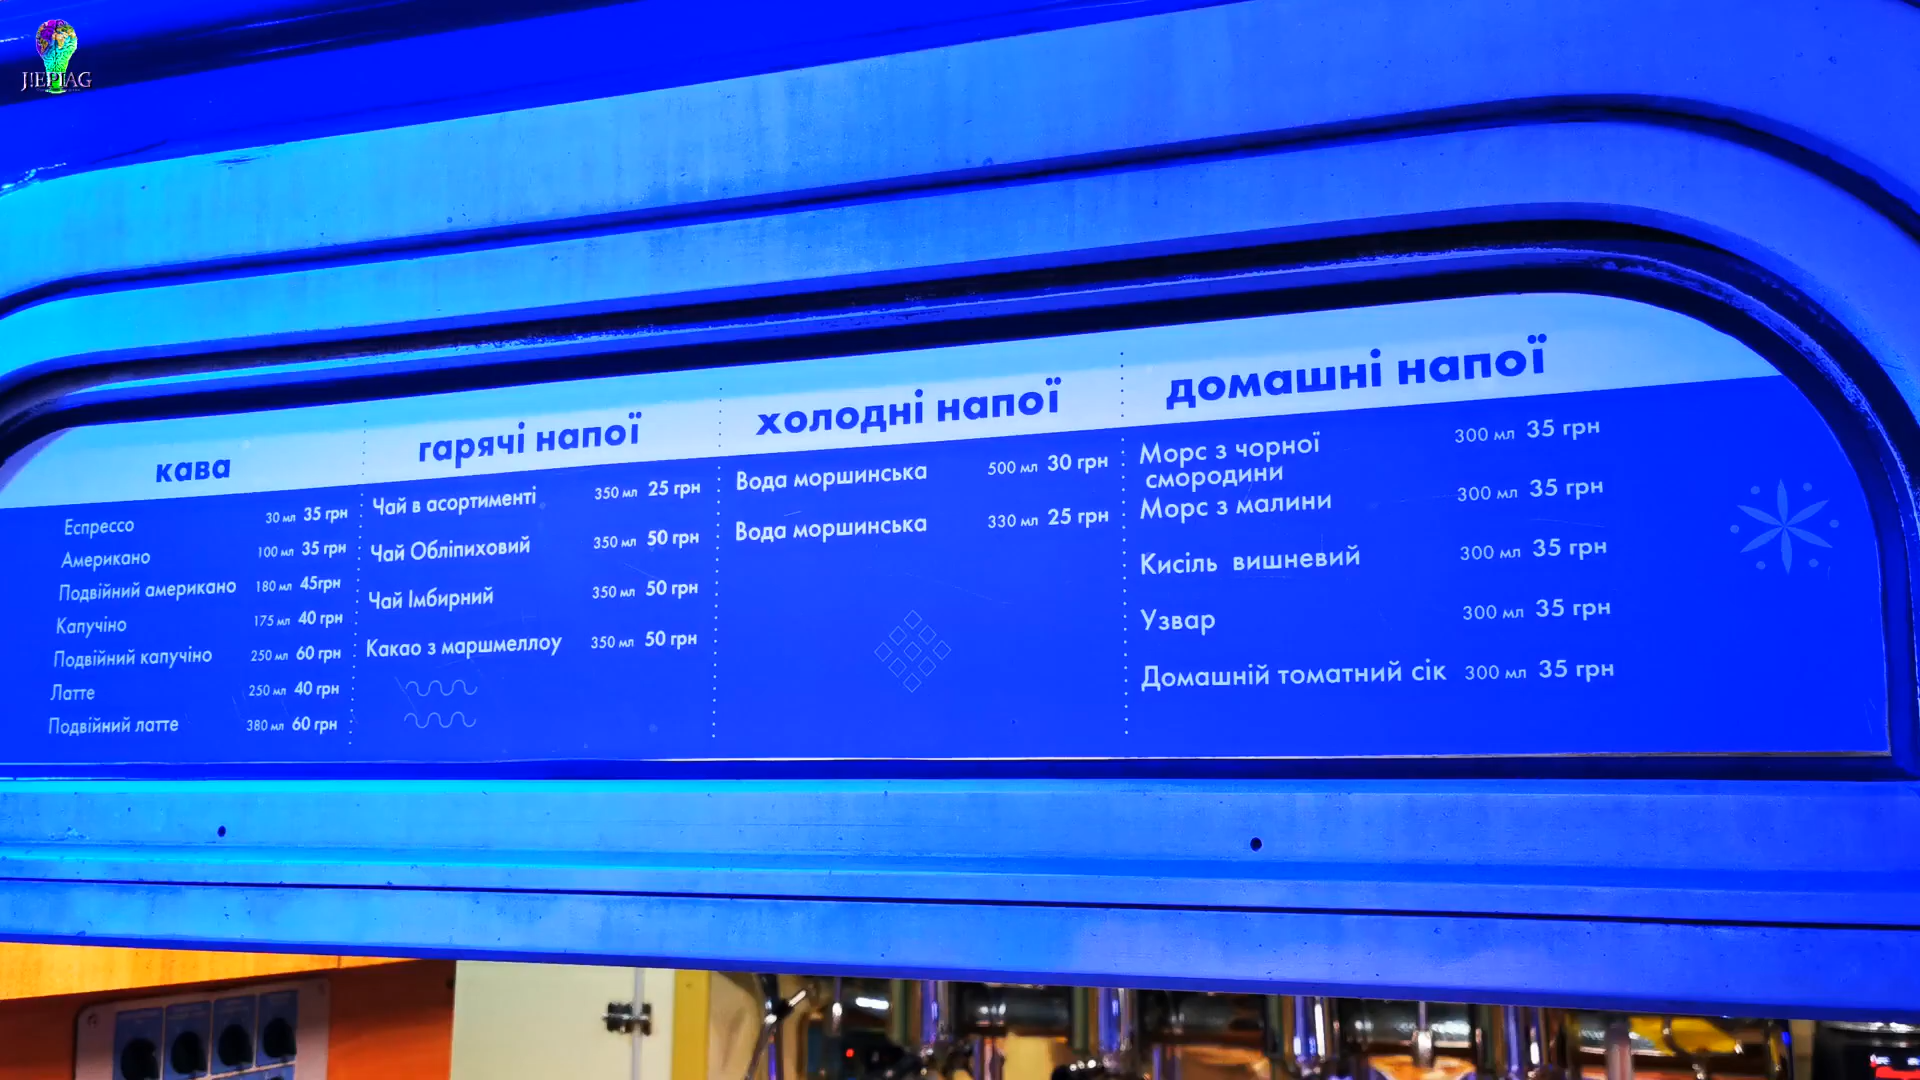 J!EPIAG
кава
Еспрессо 30 мл 35 грн
Американо 100 мл 35 грн
Подвійний американо 180 мл 45грн
Капучіно 175 мл 40 грн
Подвійний капучіно 250 мл 60 грн
Латте 250 мл 40 грн
Подвійний латте 380 мл 60 грн
гарячі напої
Чай в асортименті 350 мл 25 грн
Чай Обліпиховий 350 мл 50 грн
Чай Імбирний 350 мл 50 грн
Какао з маршмеллоу 350 мл 50 грн
холодні напої
Вода моршинська 500 мл 30 грн
Вода моршинська 330 мл 25 грн
домашні напої
Морс з чорної 300 мл 35 грн
смородини
Морс з малини 300 мл 35 грн
Кисіль вишневий 300 мл 35 грн
Узвар 300 мл 35 грн
Домашній томатний сік 300 мл 35 грн